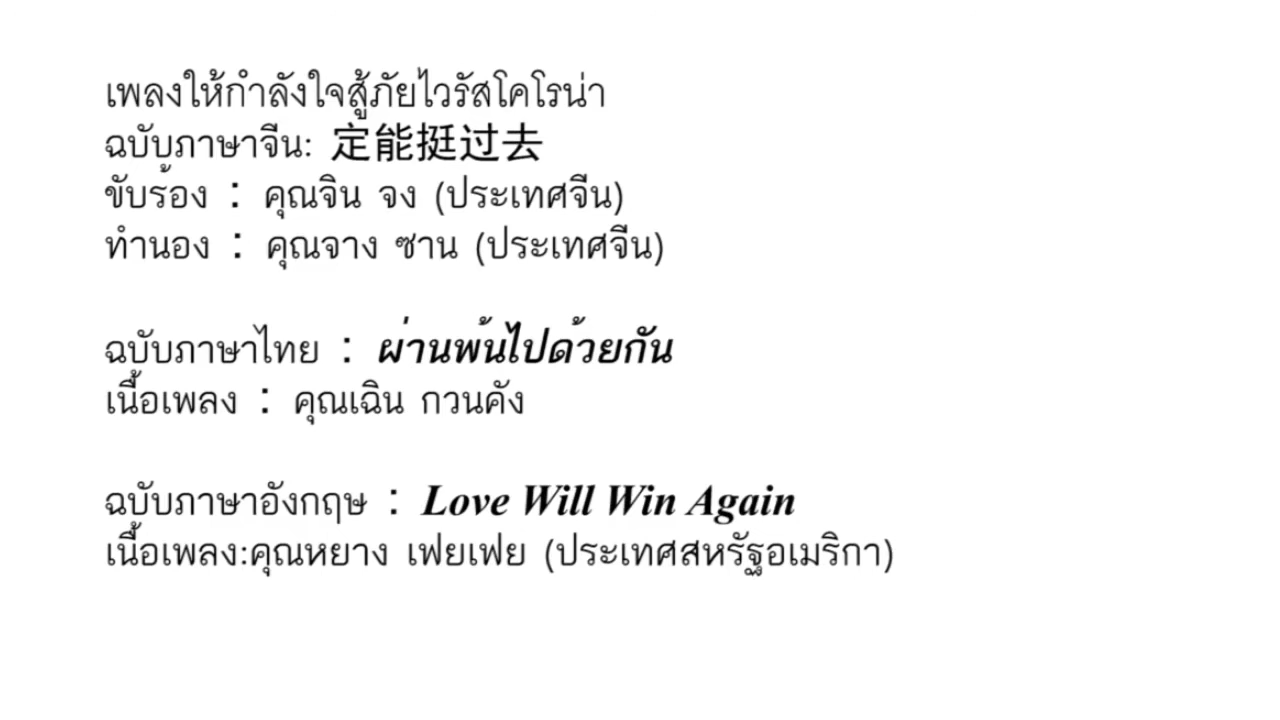 เพลงให้กำลังใจสู้ภัยไวรัสโคโรน่า
ฉบับภาษาจีน: 定能挺过去
ขับร้อง : คุณจิน จง (ประเทศจีน)
ทำนอง : คุณจาง ซาน (ประเทศจีน)
ฉบับภาษาไทย : ผ่านพ้นไปด้วยกัน
เนื้อเพลง : คุณเฉิน กวนคัง
ฉบับภาษาอังกฤษ : Love Will Win Again
เนื้อเพลง:คุณหยาง เฟยเฟย (ประเทศสหรัฐอเมริกา)